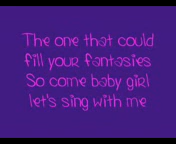 The one that could
fill your fantasies
So come baby girl
let's sing with me